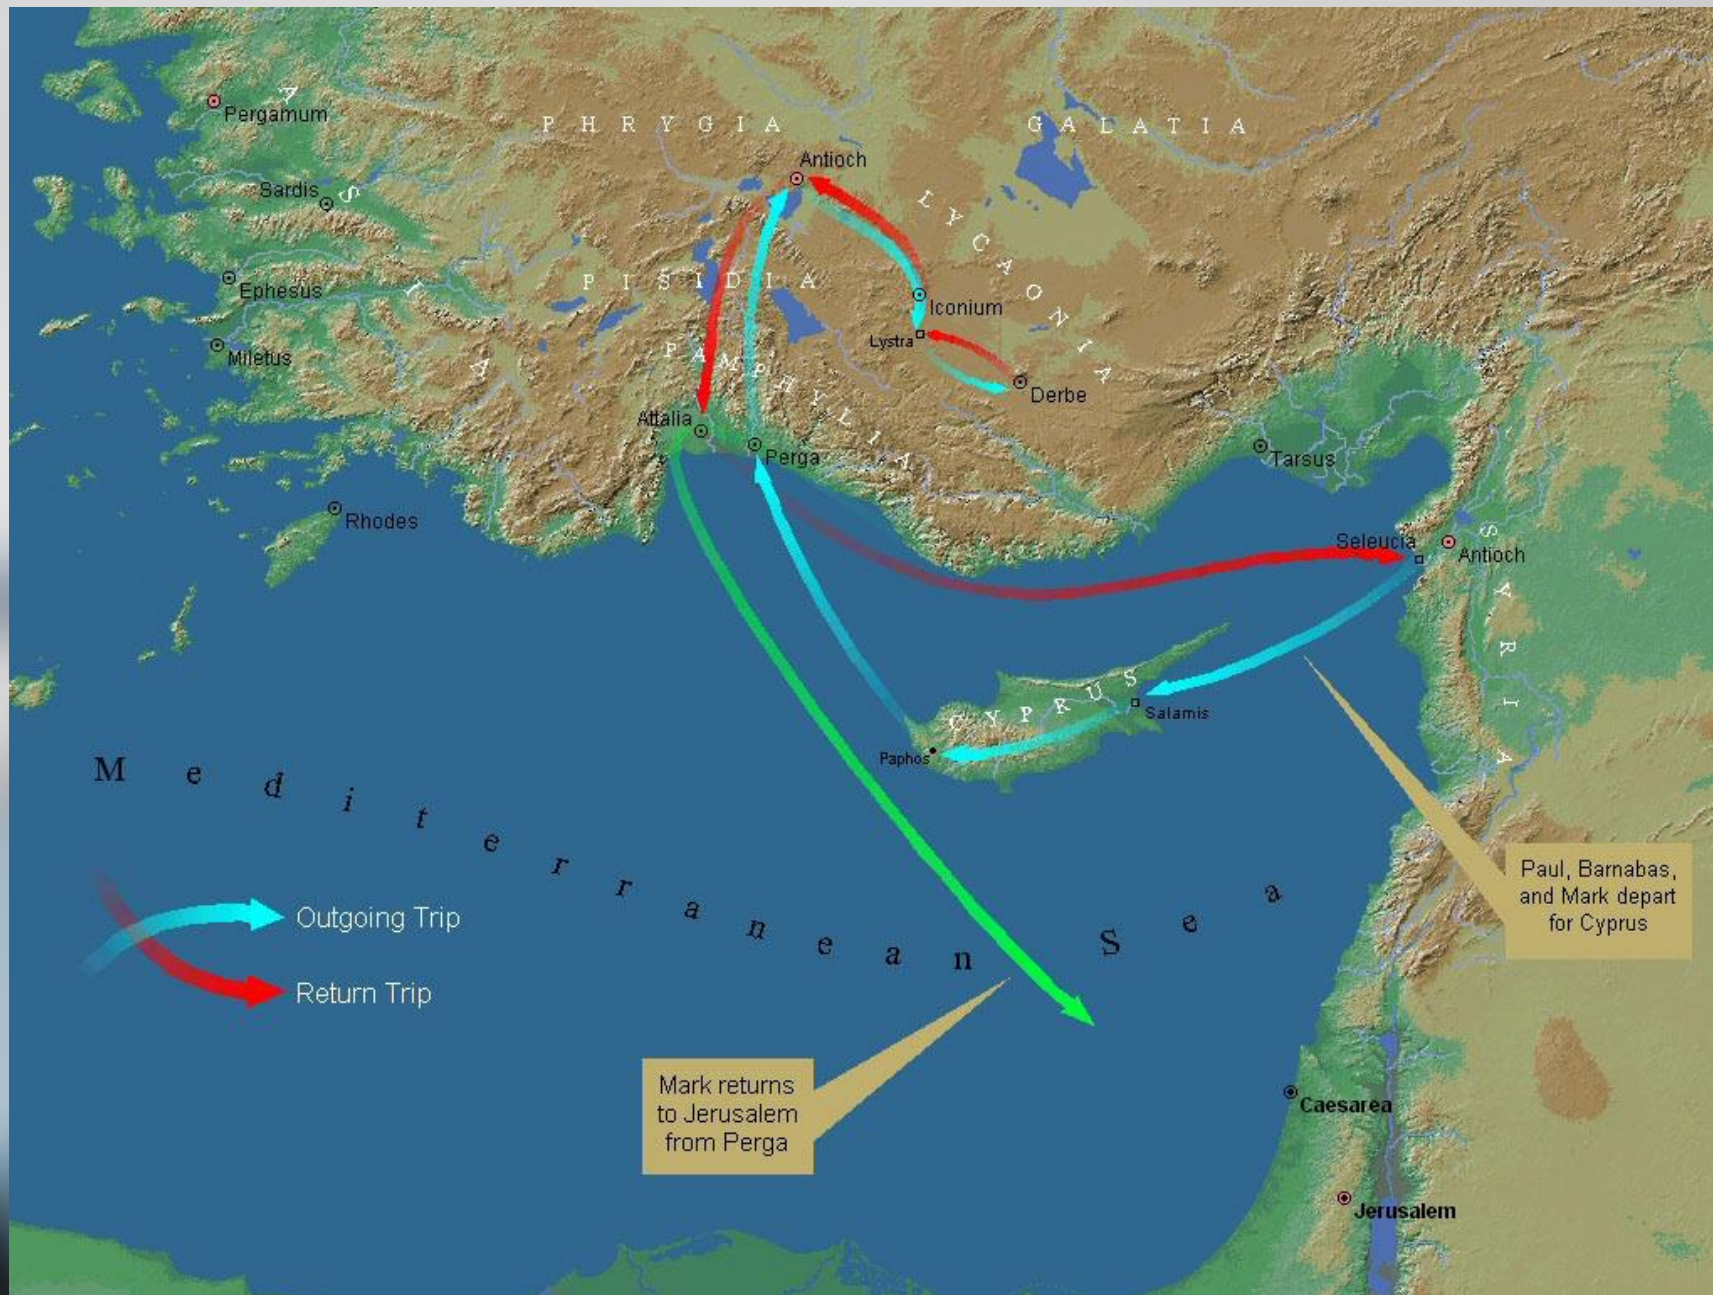 PHRYGIA
GALATIA
Pergamum
Antioch
Sardis
LYCAONIA
ASIA
Ephesus
PISIDIA
Iconium
Miletus
Lystra
PAMPHYLIA
Derbe
Attalia
Perga
Tarsus
Rhodes
Seleucia
Antioch
SYRIA
CYPRUS
Salamis
Paphos
Mediterranean Sea
Paul, Barnabas,
and Mark depart
for Cyprus
Outgoing Trip
Return Trip
Mark returns
to Jerusalem
from Perga
Caesarea
Jerusalem